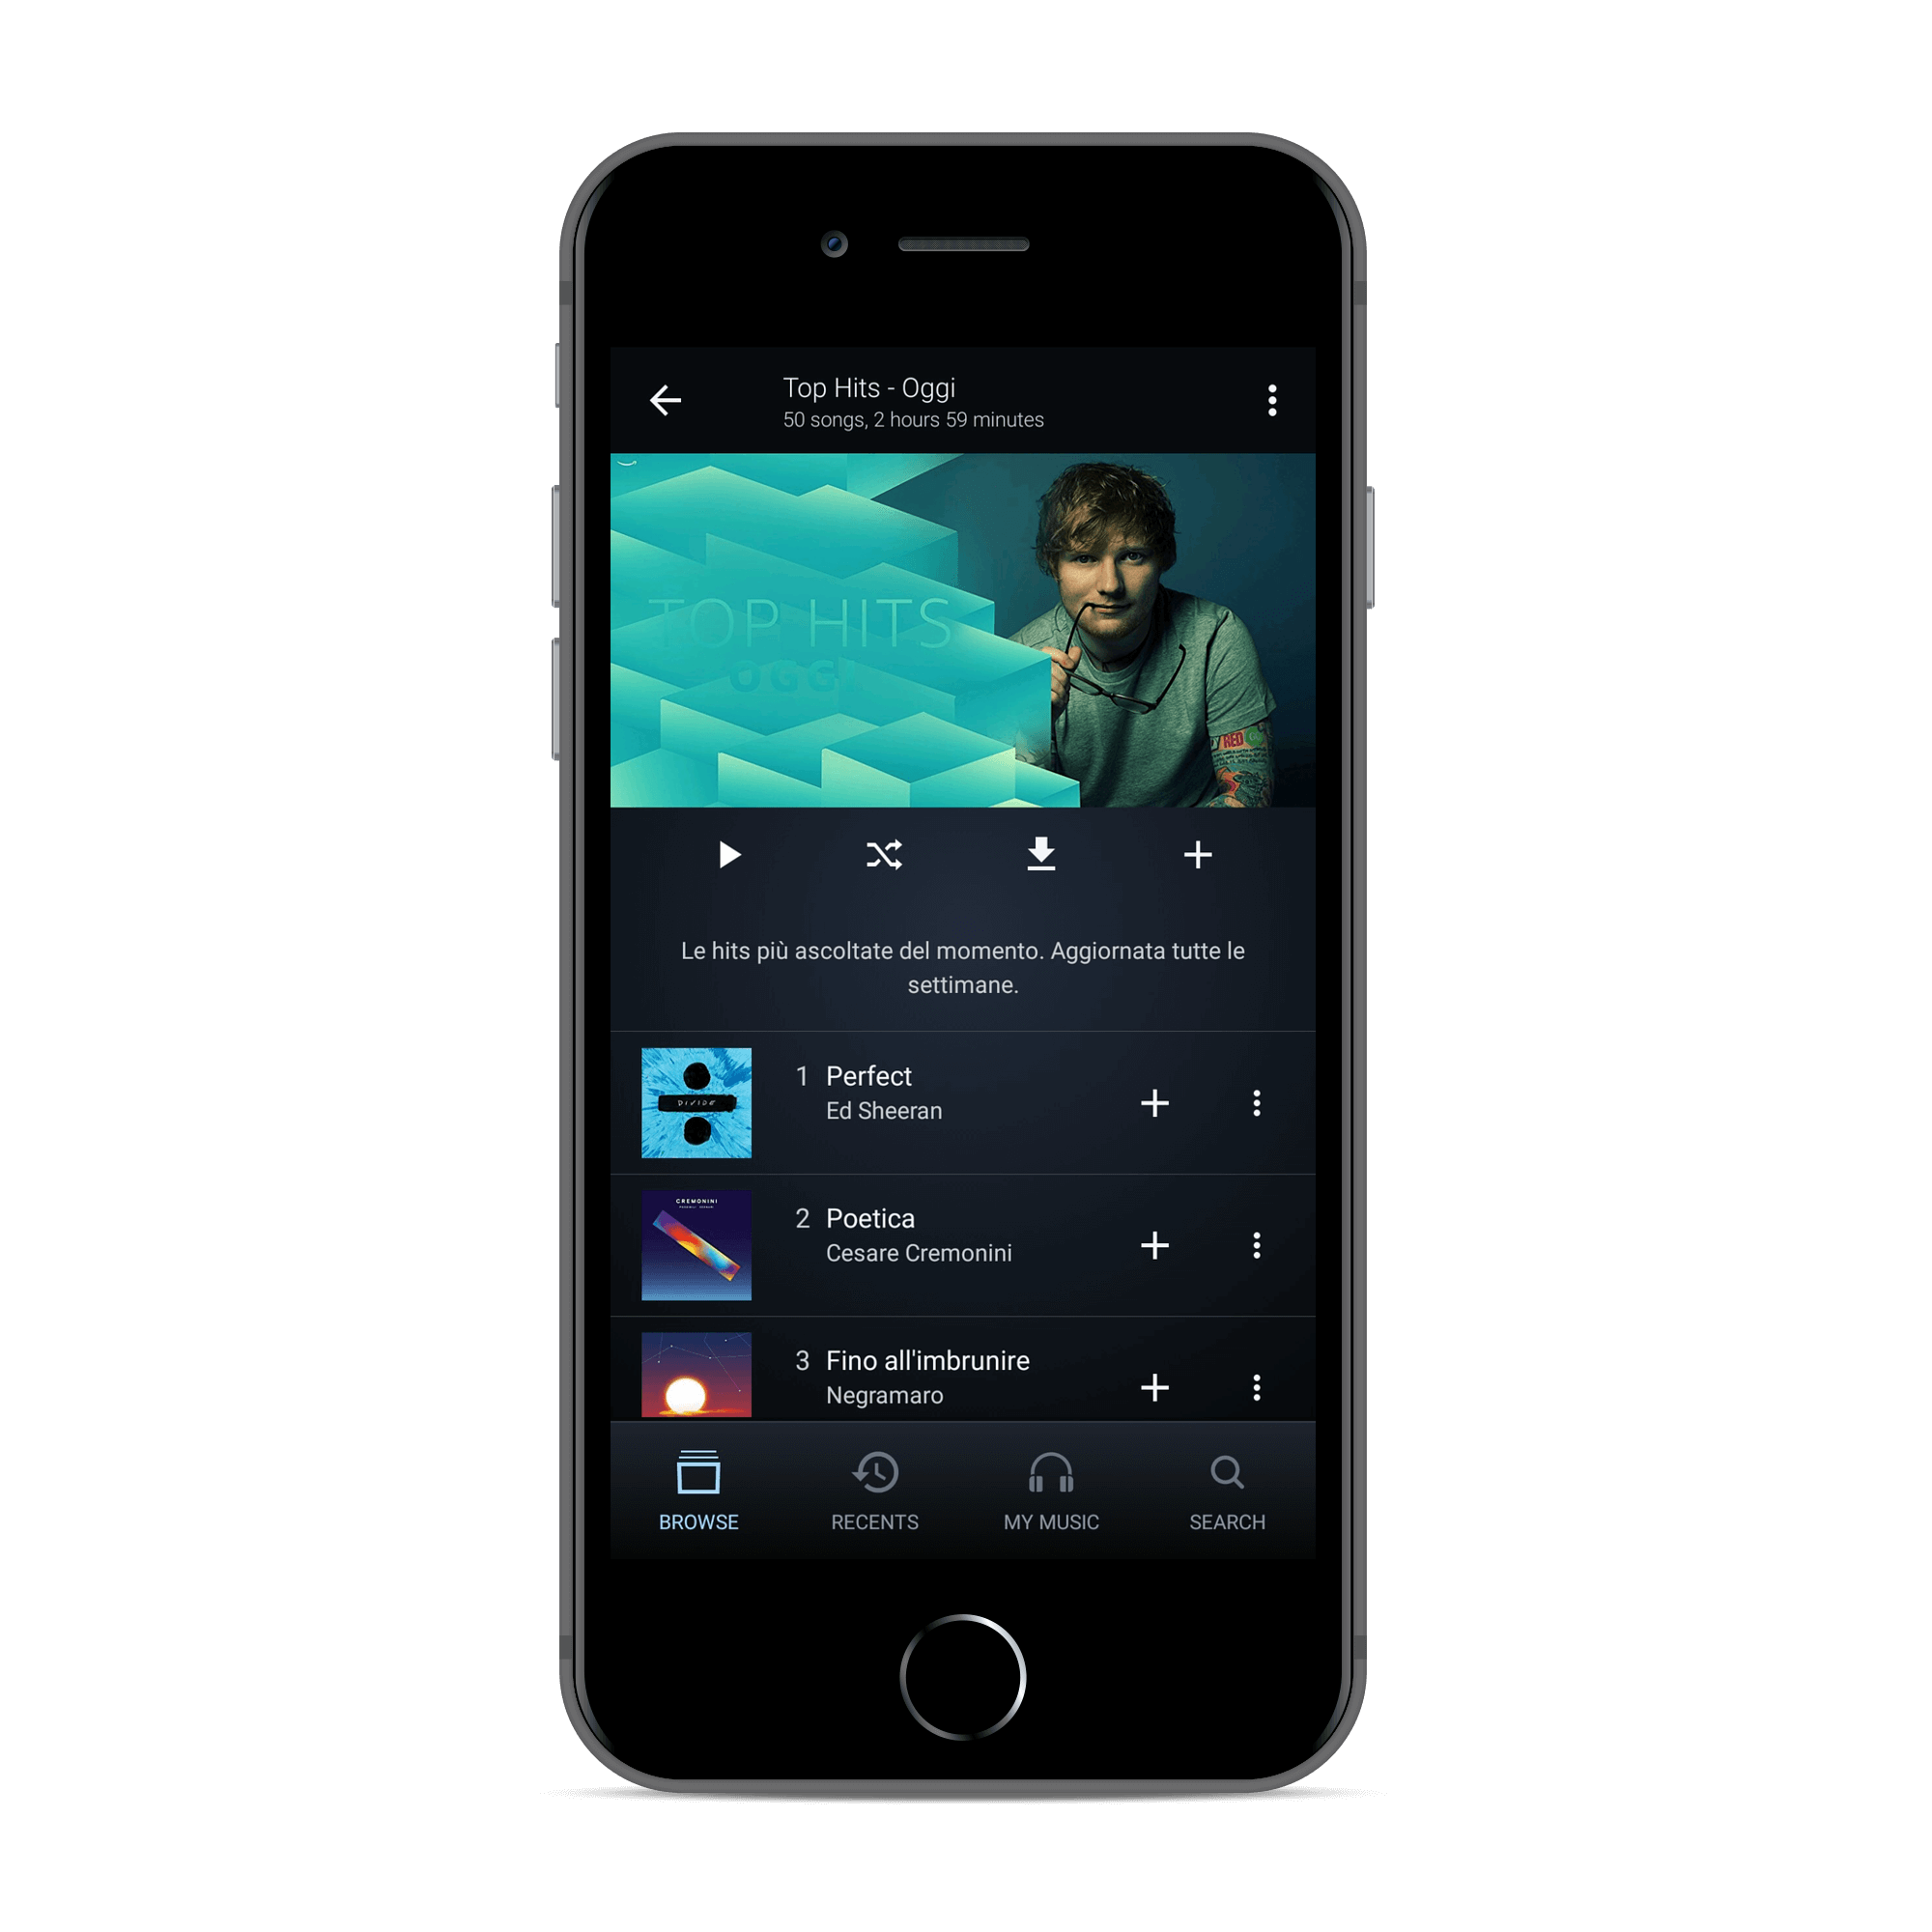 Top Hits - Oggi
50 songs, 2 hours 59 minutes
TOP HITS
OGGI
RED
Le hits più ascoltate del momento. Aggiornata tutte le
settimane.
DIVIDE
1 Perfect
Ed Sheeran
CREMONINI
2 Poetica
Cesare Cremonini
3 Fino all'imbrunire
Negramaro
BROWSE
RECENTS
MY MUSIC
SEARCH